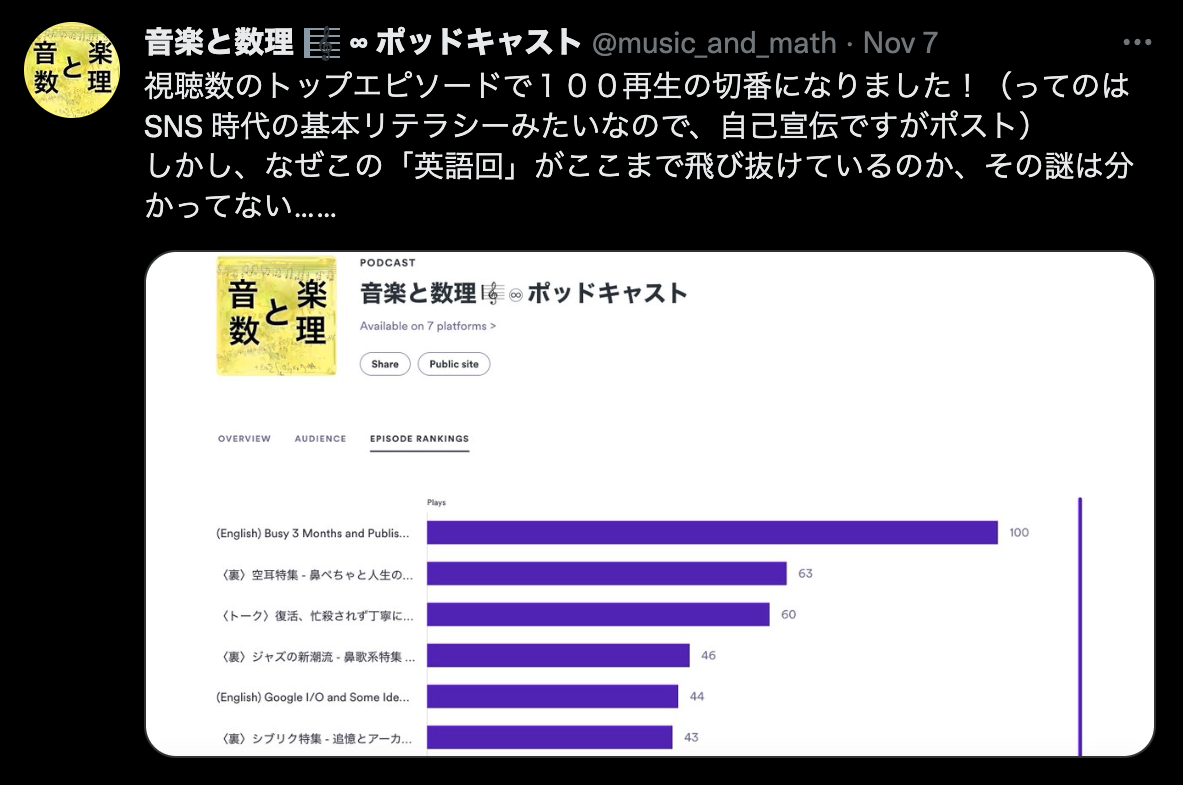 音楽と数理 🎼 ∞ ポッドキャスト @music_and_math · Nov 7
音楽と数理
視聴数のトップエピソードで１００再生の切番になりました！（ってのは
SNS 時代の基本リテラシーみたいなので、自己宣伝ですがポスト）
しかし、なぜこの「英語回」がここまで飛び抜けているのか、その謎は分
かってない……
音楽と数理
PODCAST
音楽と数理🎼♾ポッドキャスト
Available on 7 platforms >
Share Public site
OVERVIEW AUDIENCE EPISODE RANKINGS
Plays
(English) Busy 3 Months and Publis... 100
〈裏〉空耳特集 - 鼻ぺちゃと人生の... 63
〈トーク〉復活、忙殺されず丁寧に... 60
〈裏〉ジャズの新潮流 - 鼻歌系特集 ... 46
(English) Google I/O and Some Ide... 44
〈裏〉シブリク特集 - 追憶とアーカ... 43